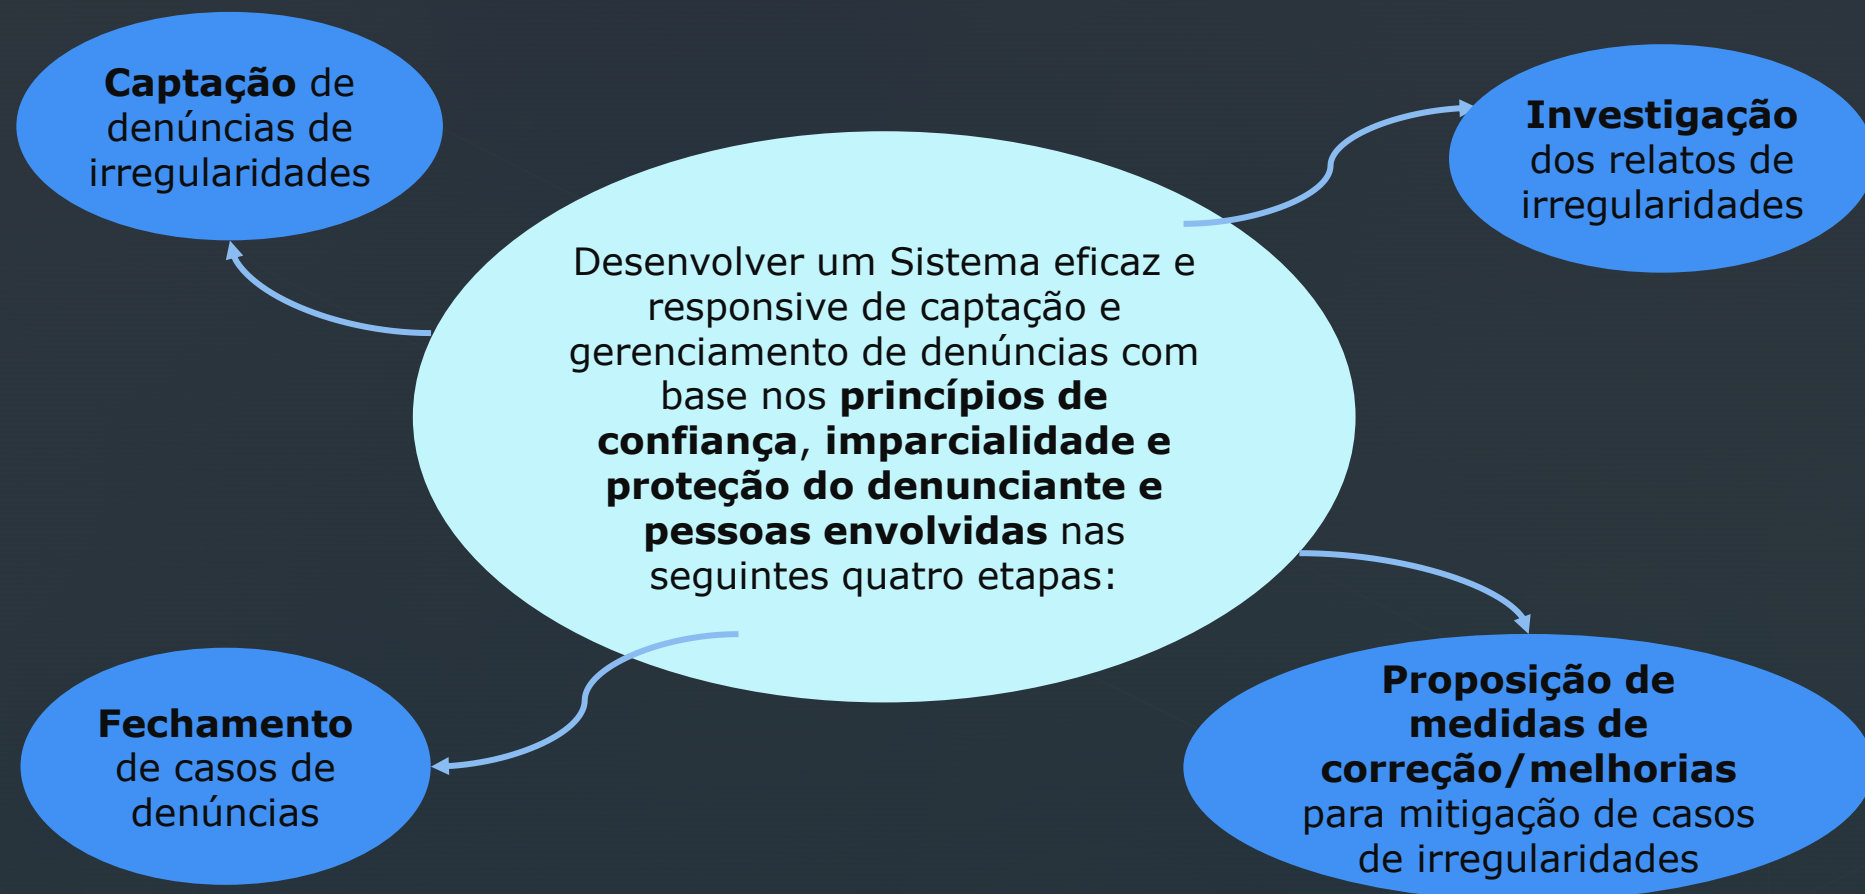 Captação de
denúncias de
irregularidades
Investigação
dos relatos de
irregularidades
Desenvolver um Sistema eficaz e
responsive de captação e
gerenciamento de denúncias com
base nos princípios de
confiança, imparcialidade e
proteção do denunciante e
pessoas envolvidas nas
seguintes quatro etapas:
Fechamento
de casos de
denúncias
Proposição de
medidas de
correção/melhorias
para mitigação de casos
de irregularidades